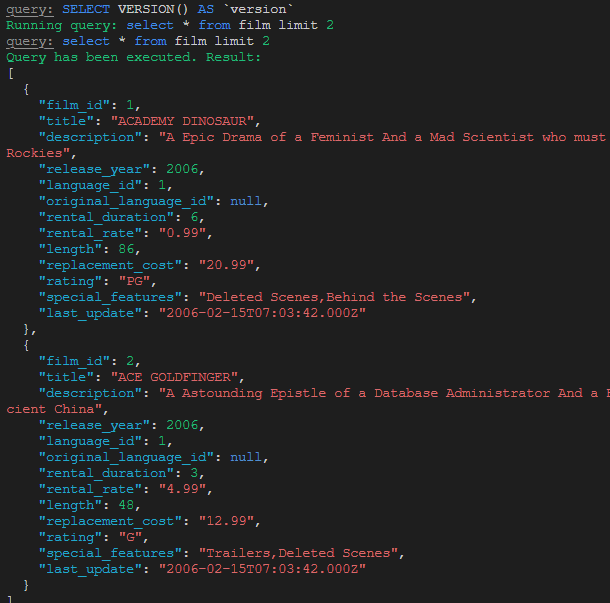 query: SELECT VERSION() AS `version`
Running query: select * from film limit 2
query: select * from film limit 2
Query has been executed. Result:
[
  {
    "film_id": 1,
    "title": "ACADEMY DINOSAUR",
    "description": "A Epic Drama of a Feminist And a Mad Scientist who must
Rockies",
    "release_year": 2006,
    "language_id": 1,
    "original_language_id": null,
    "rental_duration": 6,
    "rental_rate": "0.99",
    "length": 86,
    "replacement_cost": "20.99",
    "rating": "PG",
    "special_features": "Deleted Scenes,Behind the Scenes",
    "last_update": "2006-02-15T07:03:42.000Z"
  },
  {
    "film_id": 2,
    "title": "ACE GOLDFINGER",
    "description": "A Astounding Epistle of a Database Administrator And a
cient China",
    "release_year": 2006,
    "language_id": 1,
    "original_language_id": null,
    "rental_duration": 3,
    "rental_rate": "4.99",
    "length": 48,
    "replacement_cost": "12.99",
    "rating": "G",
    "special_features": "Trailers,Deleted Scenes",
    "last_update": "2006-02-15T07:03:42.000Z"
  }
]